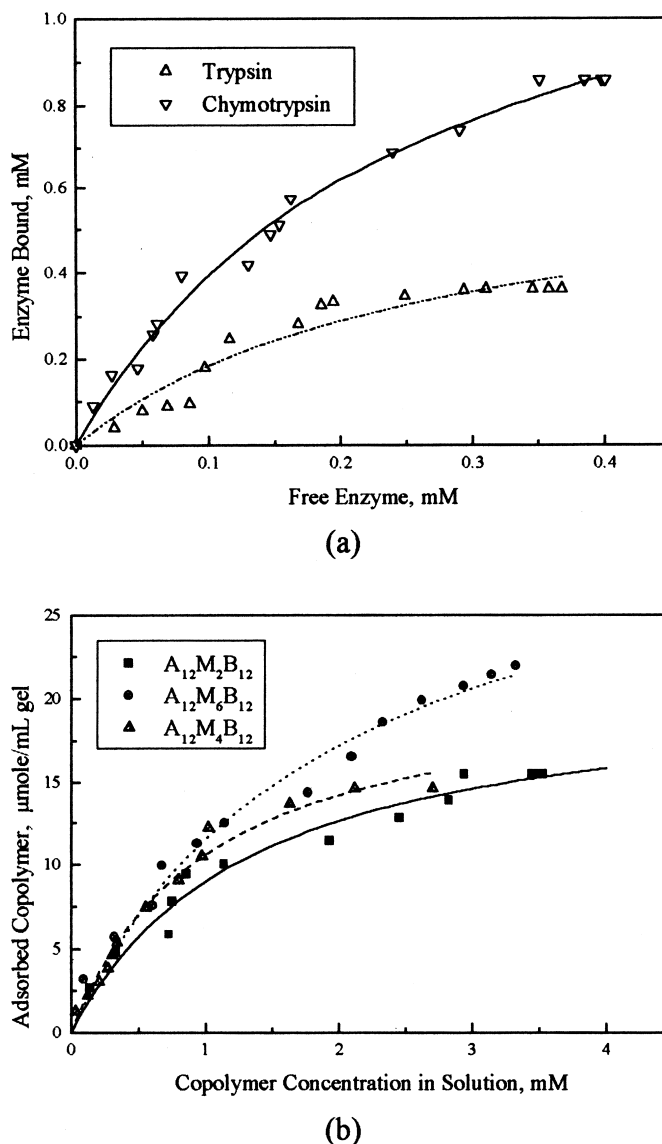 1.0
0.8
0.6
0.4
0.2
0.0
Enzyme Bound, mM
Trypsin
Chymotrypsin
0.0 0.1 0.2 0.3 0.4
Free Enzyme, mM
(a)
25
20
15
10
5
0
Adsorbed Copolymer, μmole/mL gel
A₁₂M₂B₁₂
A₁₂M₆B₁₂
A₁₂M₄B₁₂
0 1 2 3 4
Copolymer Concentration in Solution, mM
(b)